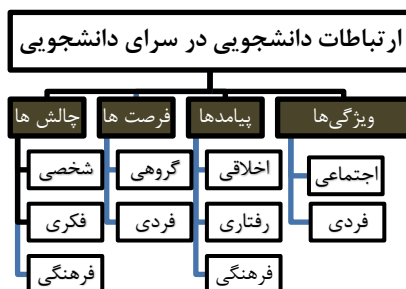 ارتباطات دانشجویی در سرای دانشجویی
ویژگی‌ها
پیامدها
فرصت ها
چالش ها
اجتماعی
اخلاقی
گروهی
شخصی
فردی
رفتاری
فردی
فکری
فرهنگی
فرهنگی